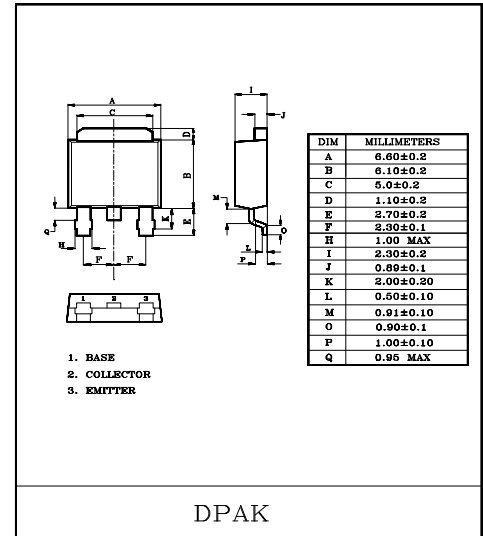 A
C
I
J
D
B
M
K
E
Q
H
F F
O
L
P
1 2 3
1. BASE
2. COLLECTOR
3. EMITTER
DIM MILLIMETERS
A 6.60±0.2
B 6.10±0.2
C 5.0±0.2
D 1.10±0.2
E 2.70±0.2
F 2.30±0.1
H 1.00 MAX
I 2.30±0.2
J 0.89±0.1
K 2.00±0.20
L 0.50±0.10
M 0.91±0.10
O 0.90±0.1
P 1.00±0.10
Q 0.95 MAX
DPAK